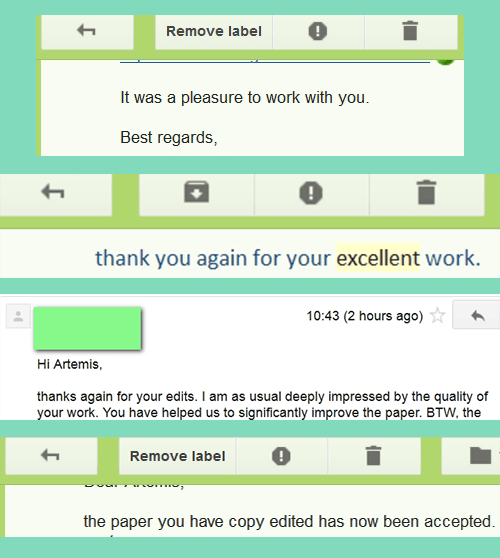 Remove label
It was a pleasure to work with you.
Best regards,
thank you again for your excellent work.
10:43 (2 hours ago)
Hi Artemis,
thanks again for your edits. I am as usual deeply impressed by the quality of
your work. You have helped us to significantly improve the paper. BTW, the
Remove label
Dear Artemis,
the paper you have copy edited has now been accepted.